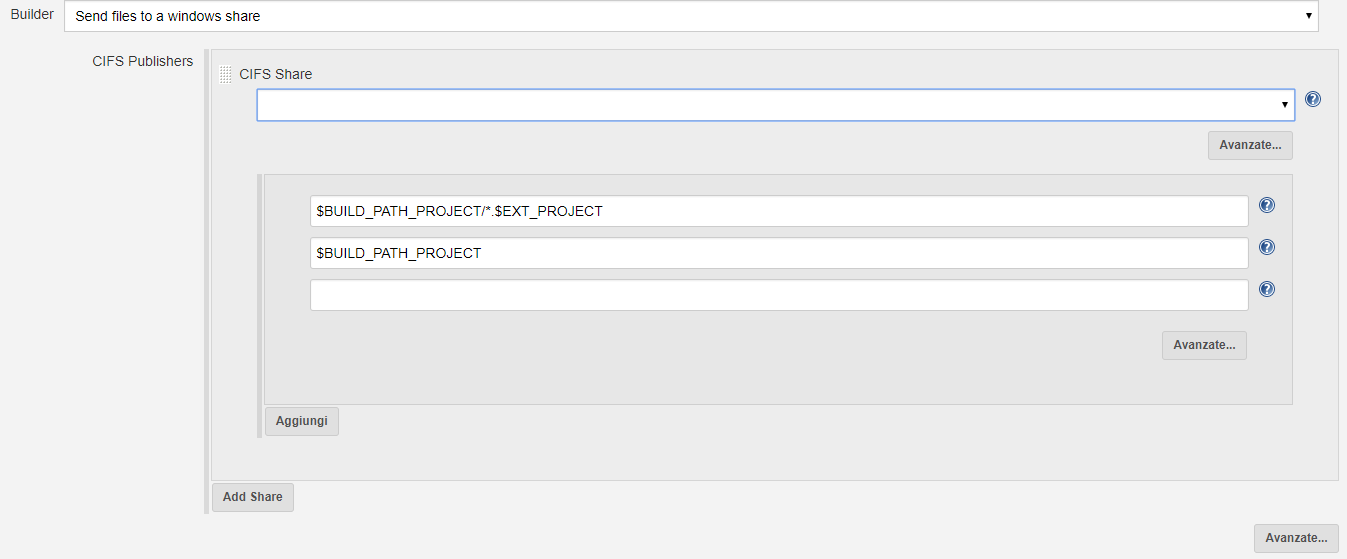 Builder
Send files to a windows share
CIFS Publishers
CIFS Share
Avanzate...
$BUILD_PATH_PROJECT/*.$EXT_PROJECT
$BUILD_PATH_PROJECT
Avanzate...
Aggiungi
Add Share
Avanzate...